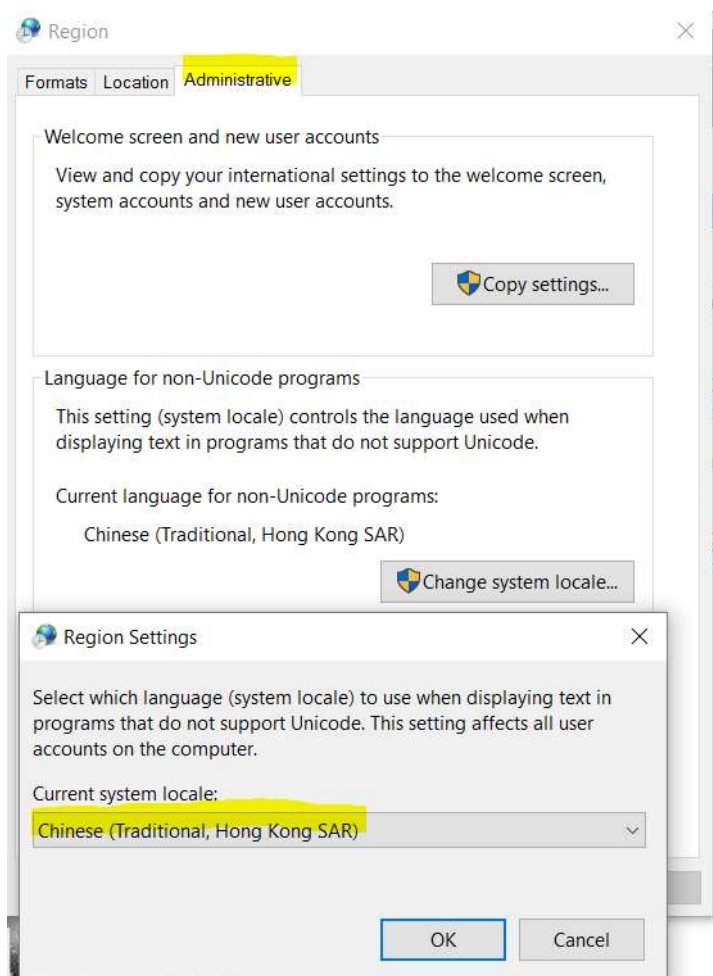 Region
Formats Location Administrative
Welcome screen and new user accounts
View and copy your international settings to the welcome screen,
system accounts and new user accounts.
Copy settings...
Language for non-Unicode programs
This setting (system locale) controls the language used when
displaying text in programs that do not support Unicode.
Current language for non-Unicode programs:
Chinese (Traditional, Hong Kong SAR)
Change system locale...
Region Settings
Select which language (system locale) to use when displaying text in
programs that do not support Unicode. This setting affects all user
accounts on the computer.
Current system locale:
Chinese (Traditional, Hong Kong SAR)
OK Cancel